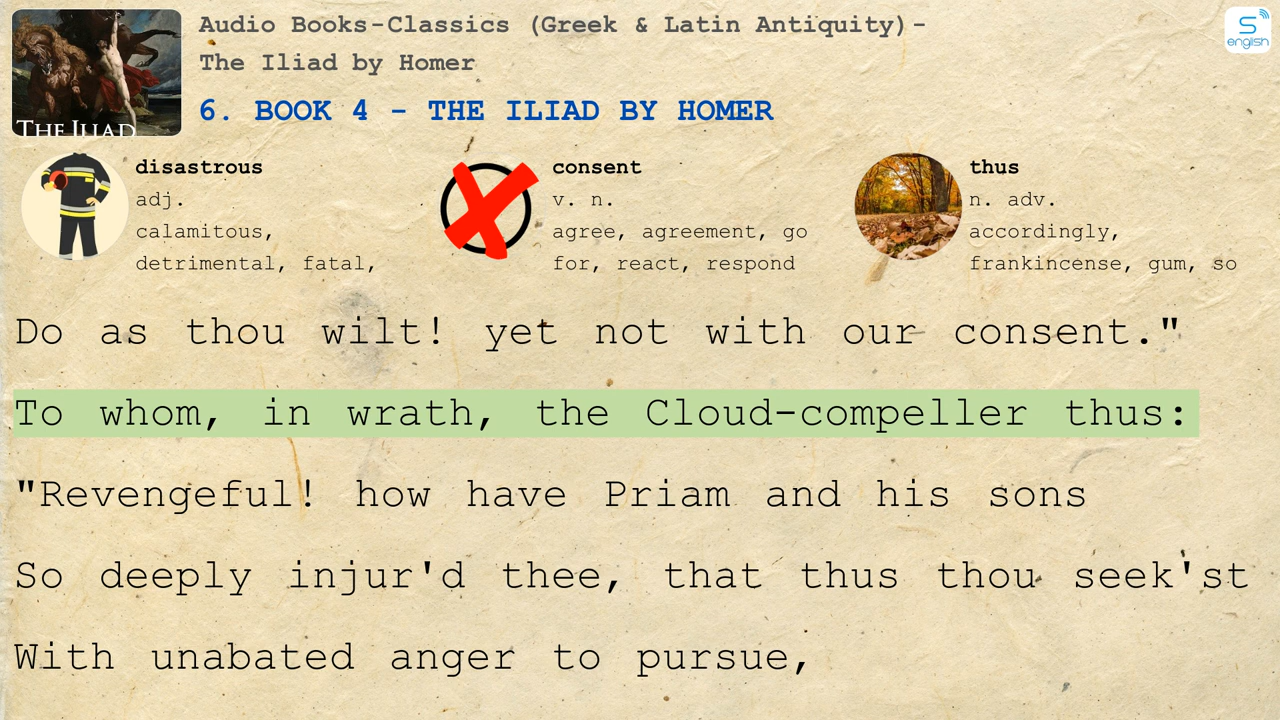 Audio Books-Classics (Greek & Latin Antiquity)-
The Iliad by Homer
6. BOOK 4 - THE ILIAD BY HOMER
THE ILIAD
S
english
disastrous
adj.
calamitous,
detrimental, fatal,
consent
v. n.
agree, agreement, go
for, react, respond
thus
n. adv.
accordingly,
frankincense, gum, so
Do as thou wilt! yet not with our consent."
To whom, in wrath, the Cloud-compeller thus:
"Revengeful! how have Priam and his sons
So deeply injur'd thee, that thus thou seek'st
With unabated anger to pursue,